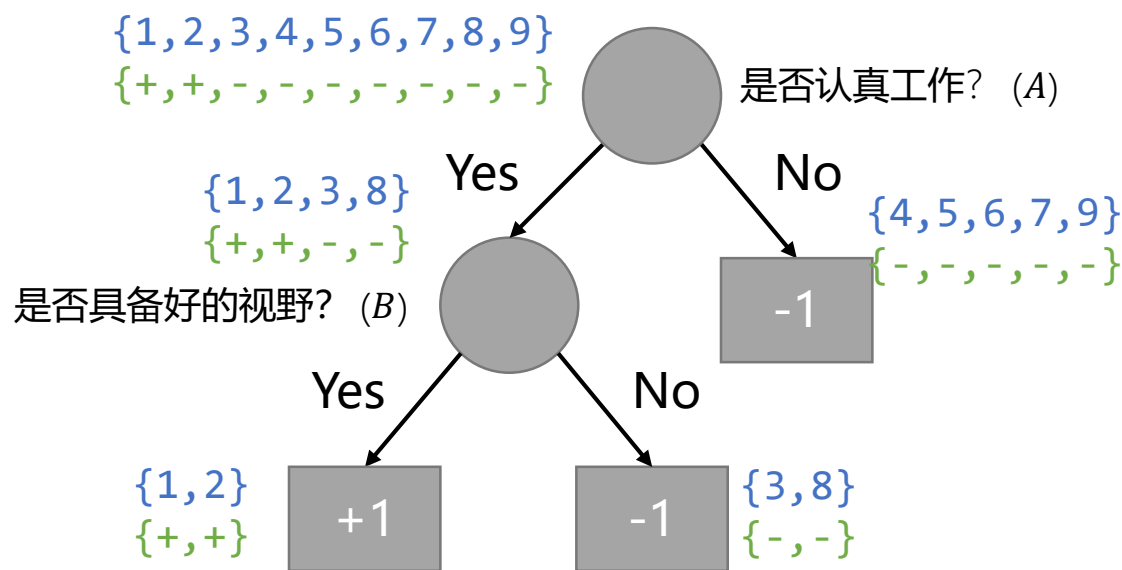 {1,2,3,4,5,6,7,8,9}
{+,+,-,-,-,-,-,-,-}
是否认真工作? (A)
Yes
No
{1,2,3,8}
{+,+,-,-}
{4,5,6,7,9}
{-,-,-,-,-}
是否具备好的视野? (B)
-1
Yes
No
{1,2}
{+,+}
+1
-1
{3,8}
{-,-}